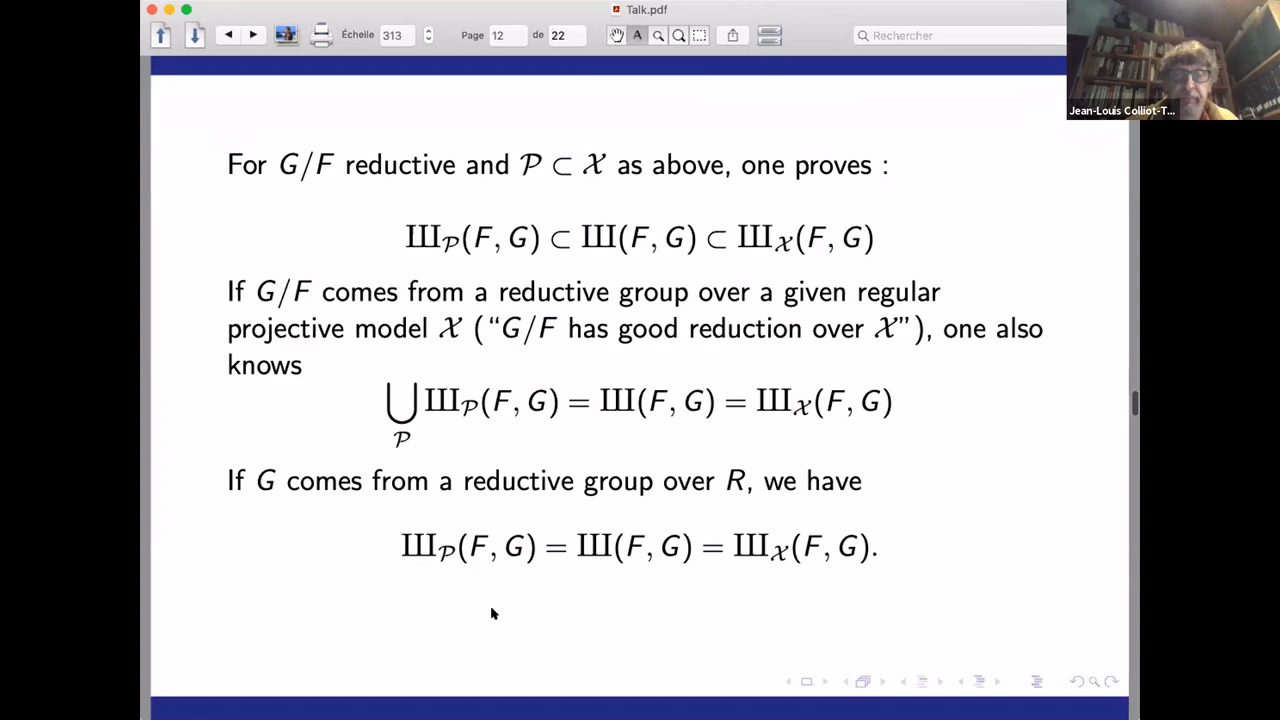 Talk.pdf
Échelle 313 Page 12 de 22 Rechercher
Jean-Louis Colliot-T...
For G/F reductive and 𝒫 ⊂ 𝒳 as above, one proves :
Ш_𝒫(F, G) ⊂ Ш(F, G) ⊂ Ш_𝒳(F, G)
If G/F comes from a reductive group over a given regular
projective model 𝒳 (“G/F has good reduction over 𝒳”), one also
knows
⋃_𝒫 Ш_𝒫(F, G) = Ш(F, G) = Ш_𝒳(F, G)
If G comes from a reductive group over R, we have
Ш_𝒫(F, G) = Ш(F, G) = Ш_𝒳(F, G).